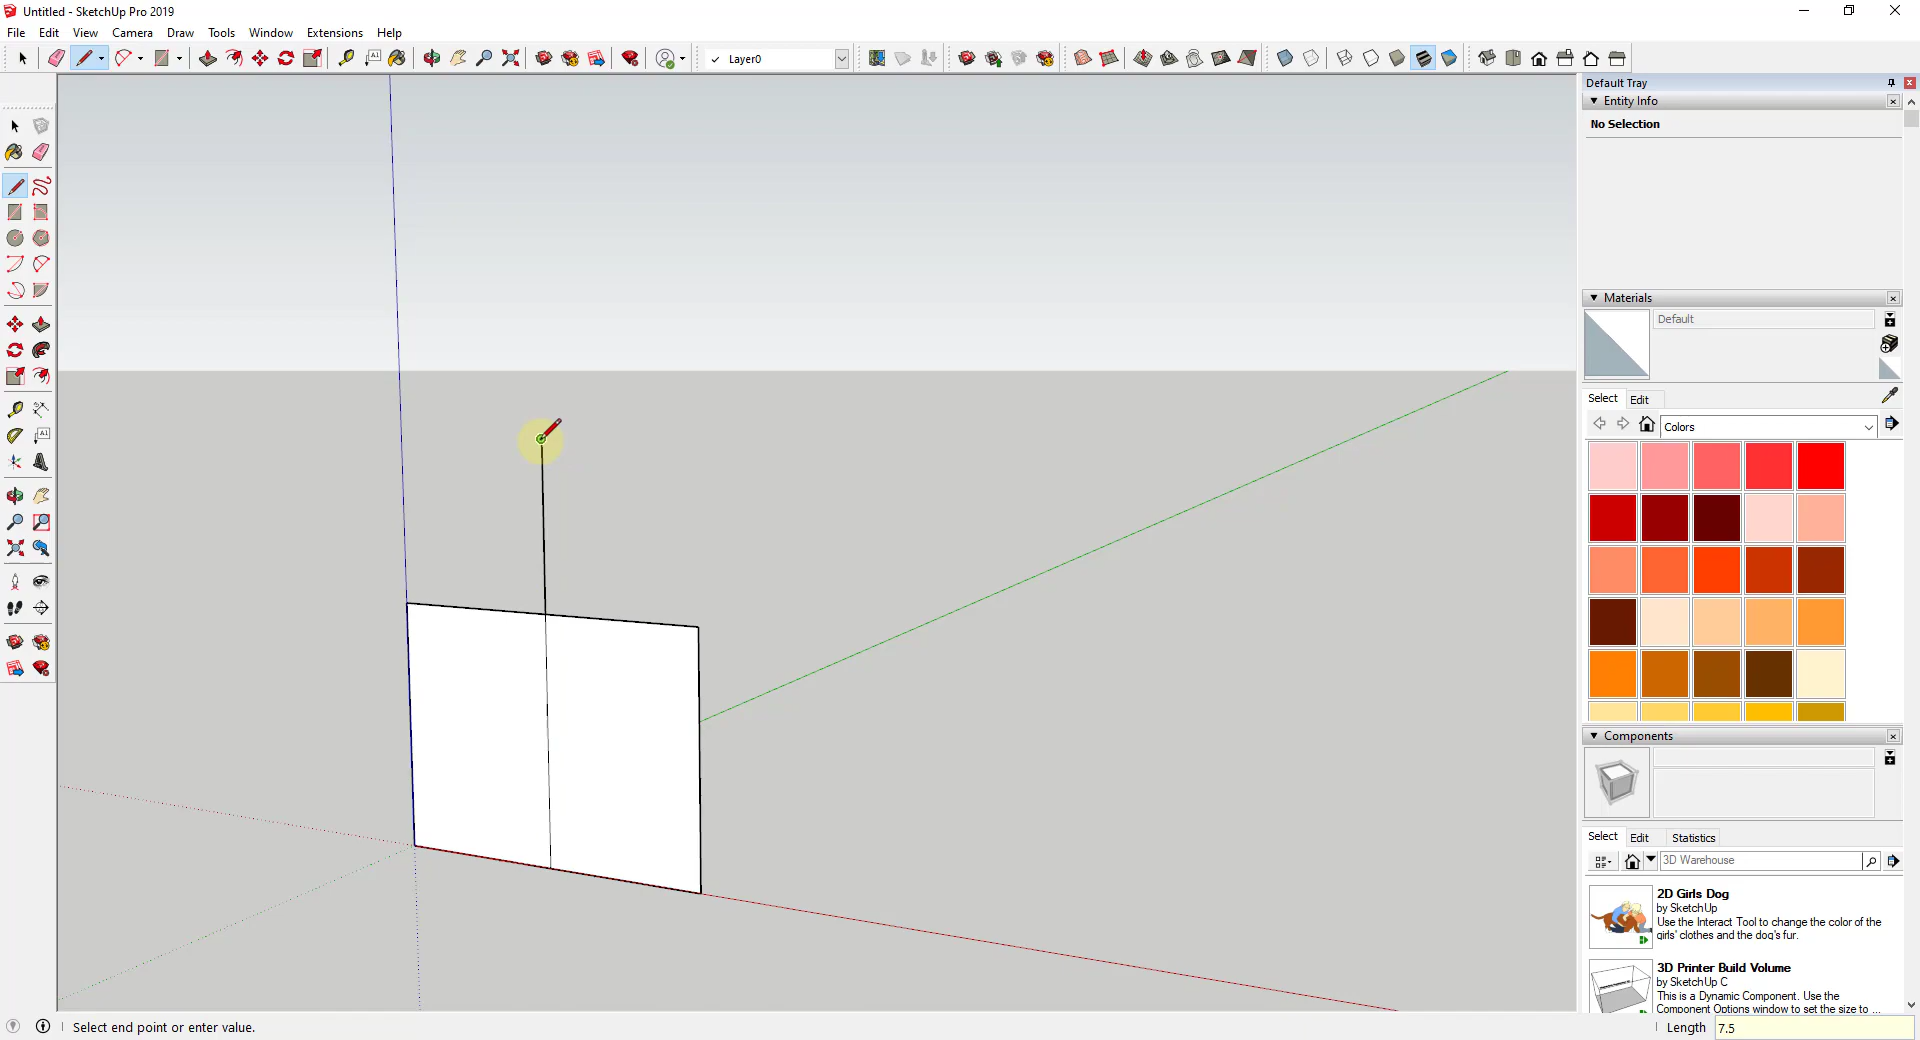 Untitled - SketchUp Pro 2019
File Edit View Camera Draw Tools Window Extensions Help
A1
✓ Layer0
Default Tray
Entity Info
No Selection
Materials
Default
Select Edit
Colors
A1
Components
Select Edit Statistics
3D Warehouse
2D Girls Dog
by SketchUp
Use the Interact Tool to change the color of the
girls' clothes and the dog's fur.
3D Printer Build Volume
by SketchUp C
This is a Dynamic Component. Use the
Component Options window to set the size to ...
Select end point or enter value.
Length 7.5